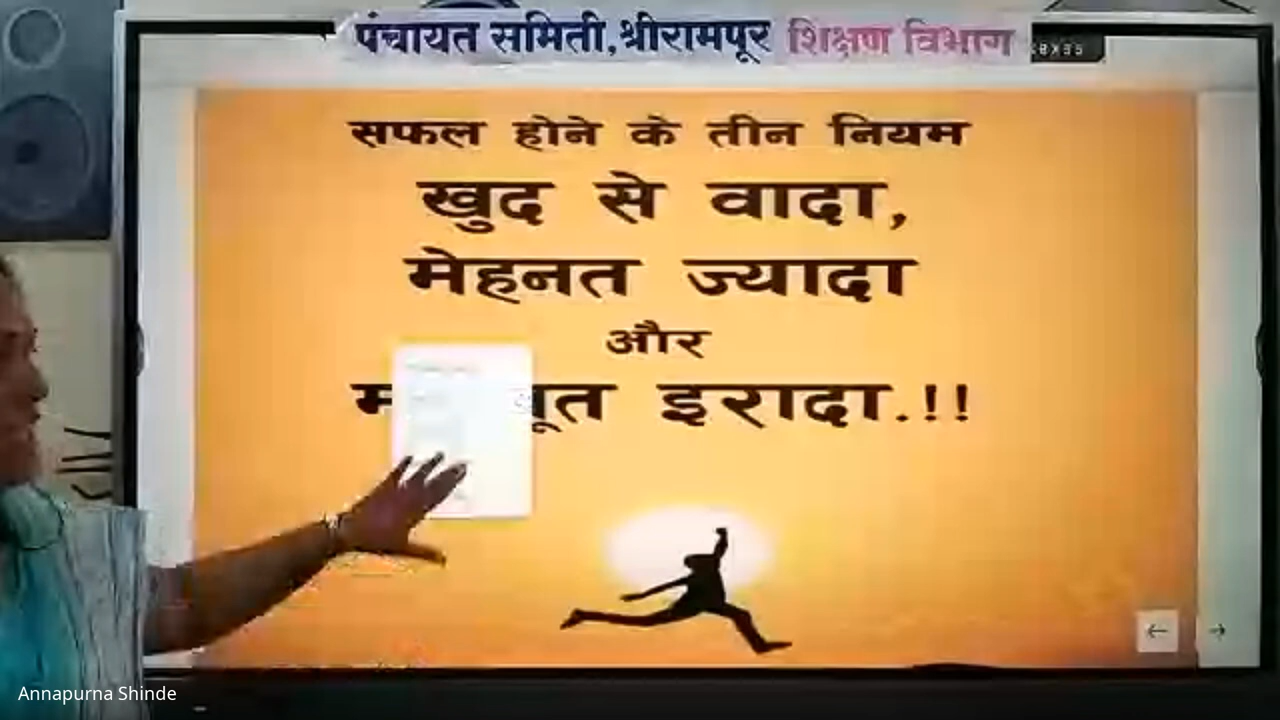 पंचायत समिती,श्रीरामपूर शिक्षण विभाग
सफल होने के तीन नियम
खुद से वादा,
मेहनत ज्यादा
और
इरादा.!!
Annapurna Shinde